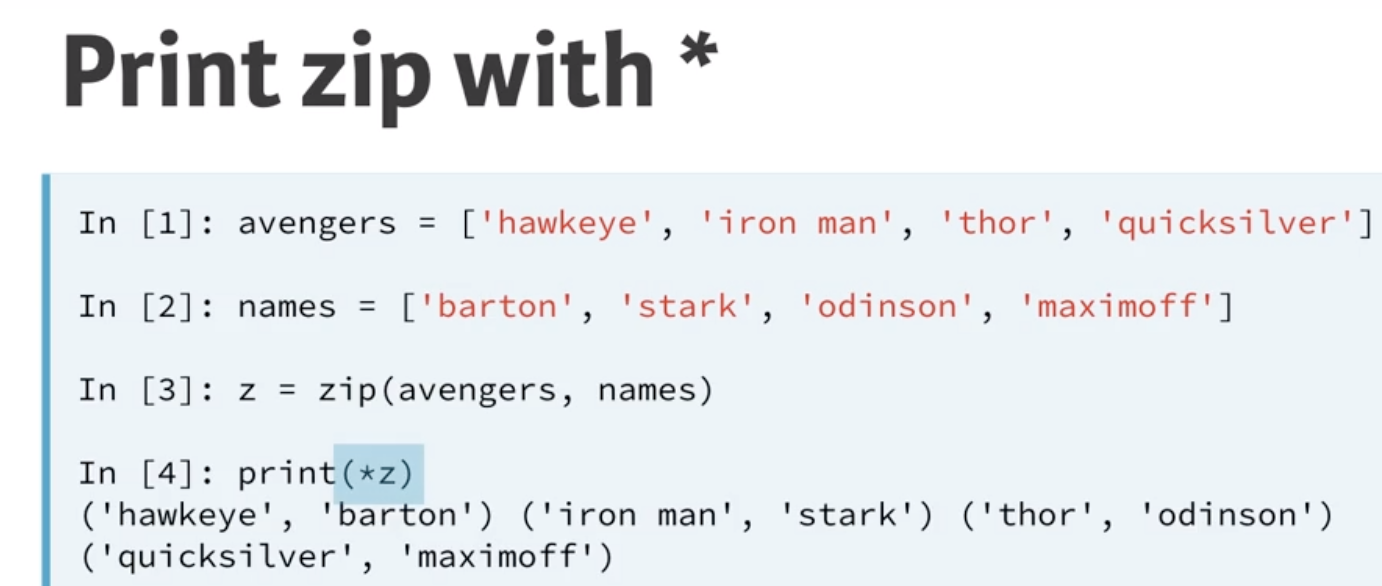 Print zip with *
In [1]: avengers = ['hawkeye', 'iron man', 'thor', 'quicksilver']
In [2]: names = ['barton', 'stark', 'odinson', 'maximoff']
In [3]: z = zip(avengers, names)
In [4]: print(*z)
('hawkeye', 'barton') ('iron man', 'stark') ('thor', 'odinson')
('quicksilver', 'maximoff')